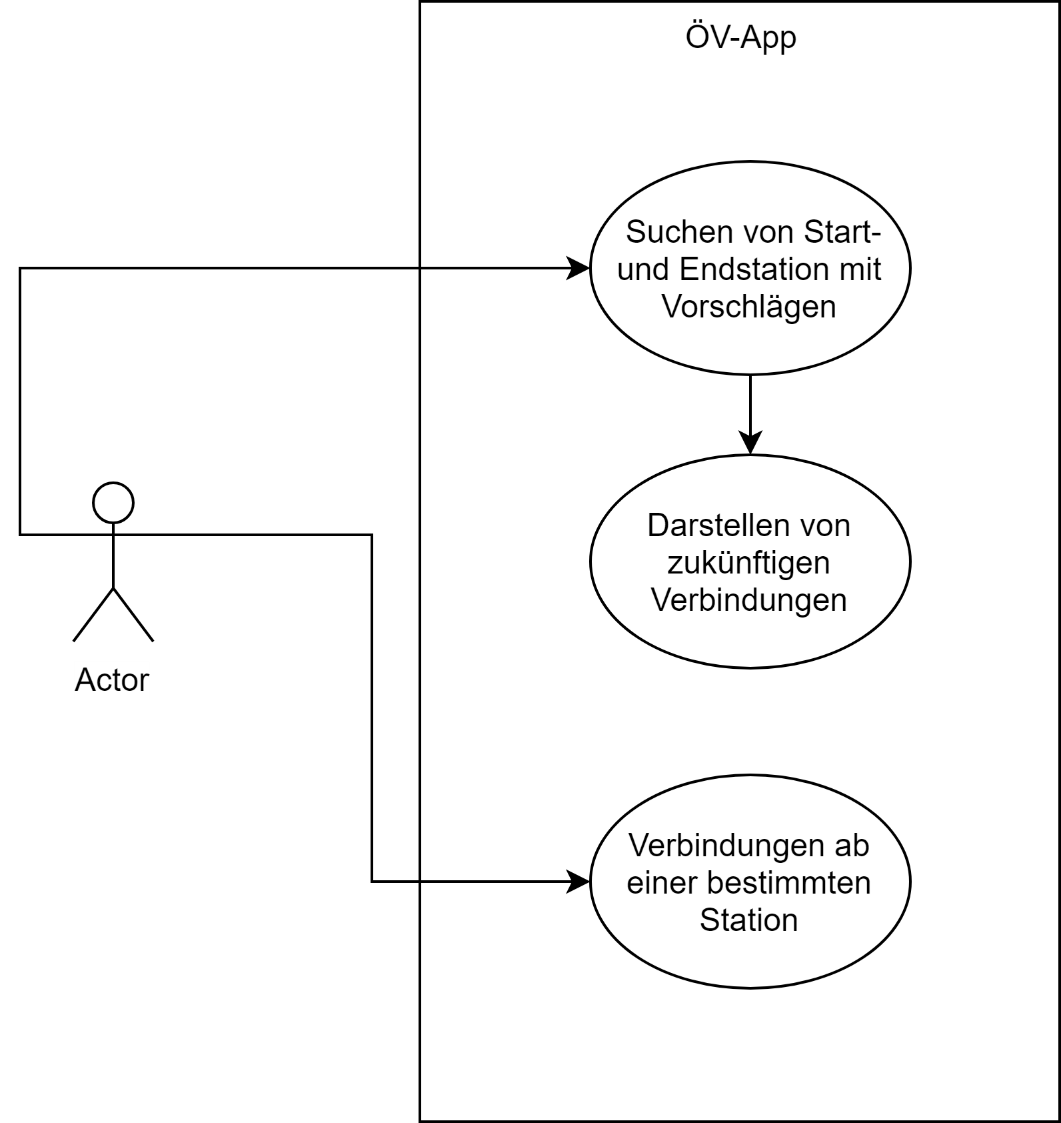 ÖV-App
Suchen von Start-
und Endstation mit
Vorschlägen
Darstellen von
zukünftigen
Verbindungen
Actor
Verbindungen ab
einer bestimmten
Station